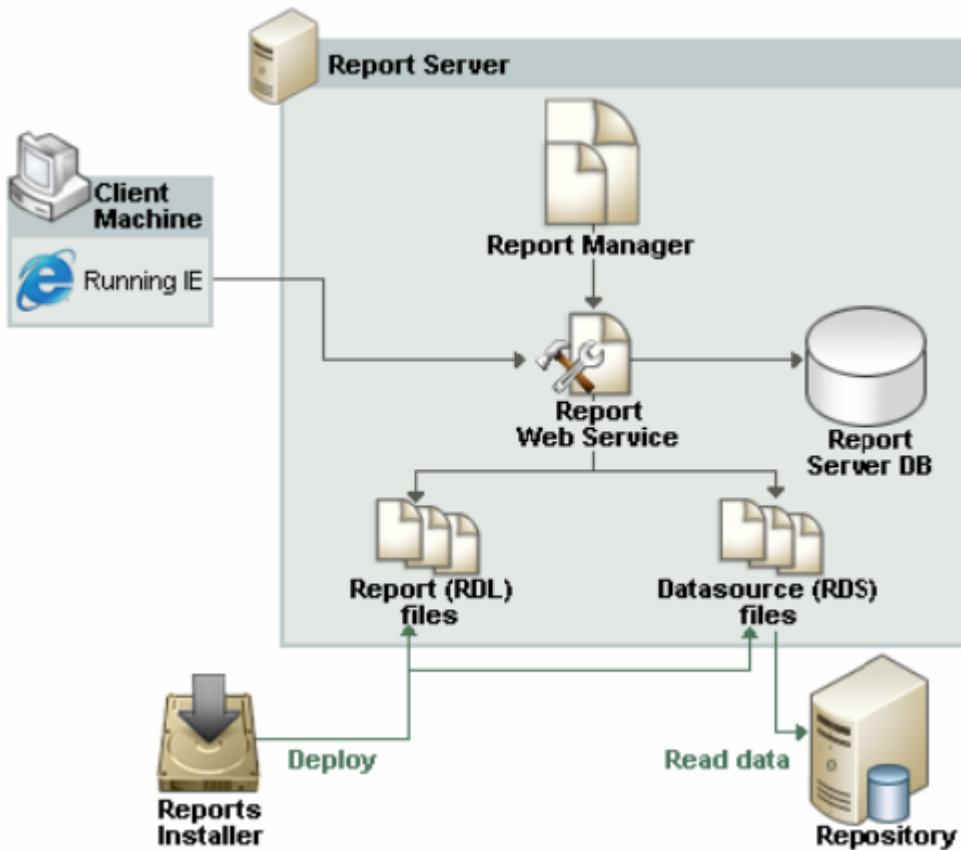 Report Server
Client
Machine
Running IE
Report Manager
Report
Web Service
Report
Server DB
Report (RDL)
files
Datasource (RDS)
files
Deploy
Read data
Reports
Installer
Repository